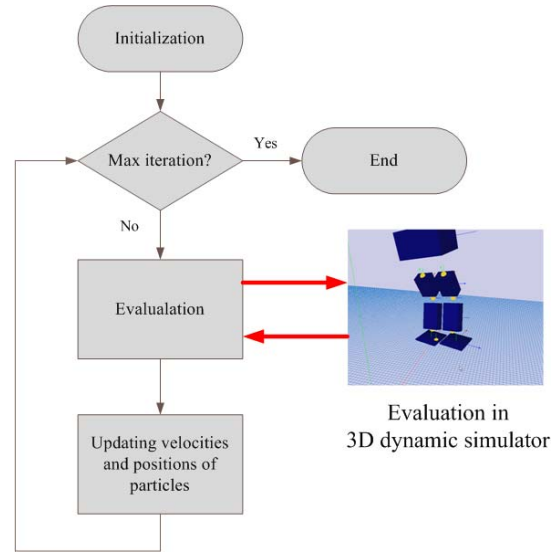 Initialization
Max iteration?
Yes
End
No
Evalualation
Evaluation in
3D dynamic simulator
Updating velocities
and positions of
particles